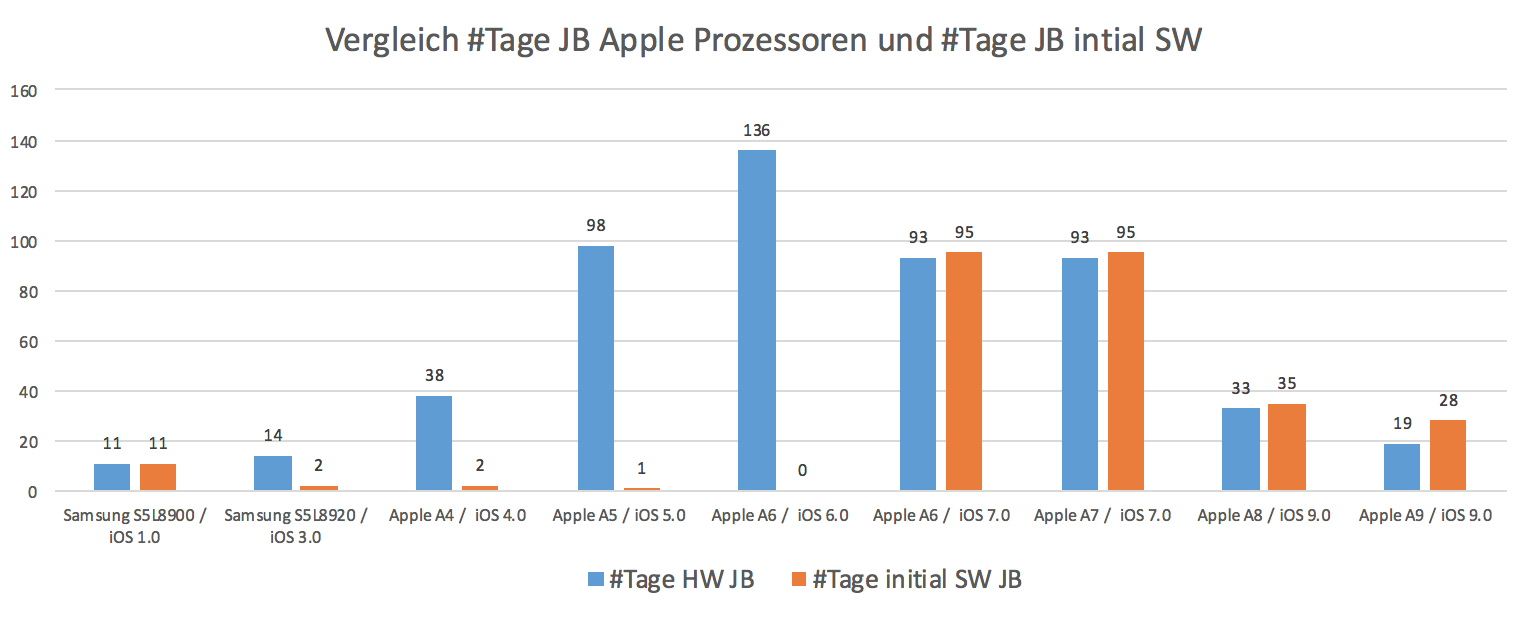 Vergleich #Tage JB Apple Prozessoren und #Tage JB intial SW
160
140
120
100
80
60
40
20
0
11 11
14 2
38 2
98 1
136 0
93 95
93 95
33 35
19 28
Samsung S5L8900 /
iOS 1.0
Samsung S5L8920 /
iOS 3.0
Apple A4 / iOS 4.0
Apple A5 / iOS 5.0
Apple A6 / iOS 6.0
Apple A6 / iOS 7.0
Apple A7 / iOS 7.0
Apple A8 / iOS 9.0
Apple A9 / iOS 9.0
#Tage HW JB
#Tage initial SW JB